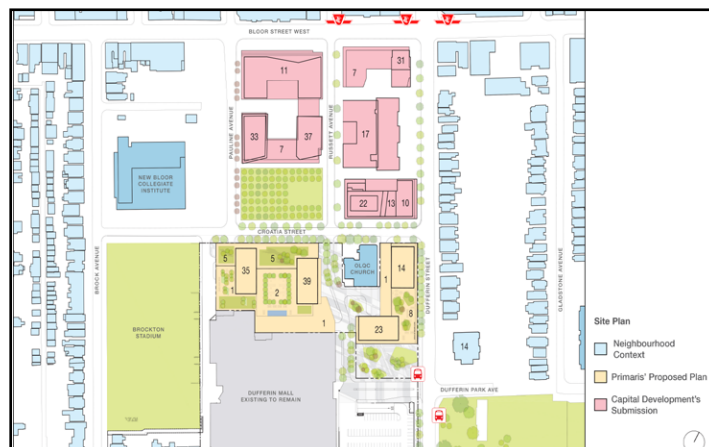 BLOOR STREET WEST
11
7
31
PAULINE AVENUE
RUSSETT AVENUE
33
37
17
7
NEW BLOOR
COLLEGIATE
INSTITUTE
22
13
10
CROATIA STREET
BROCK AVENUE
5
5
35
39
OLQC
CHURCH
14
1
2
1
DUFFERIN STREET
GLADSTONE AVENUE
8
BROCKTON
STADIUM
1
23
14
DUFFERIN MALL
EXISTING TO REMAIN
DUFFERIN PARK AVE
Site Plan
Neighbourhood
Context
Primaris' Proposed Plan
Capital Development's
Submission